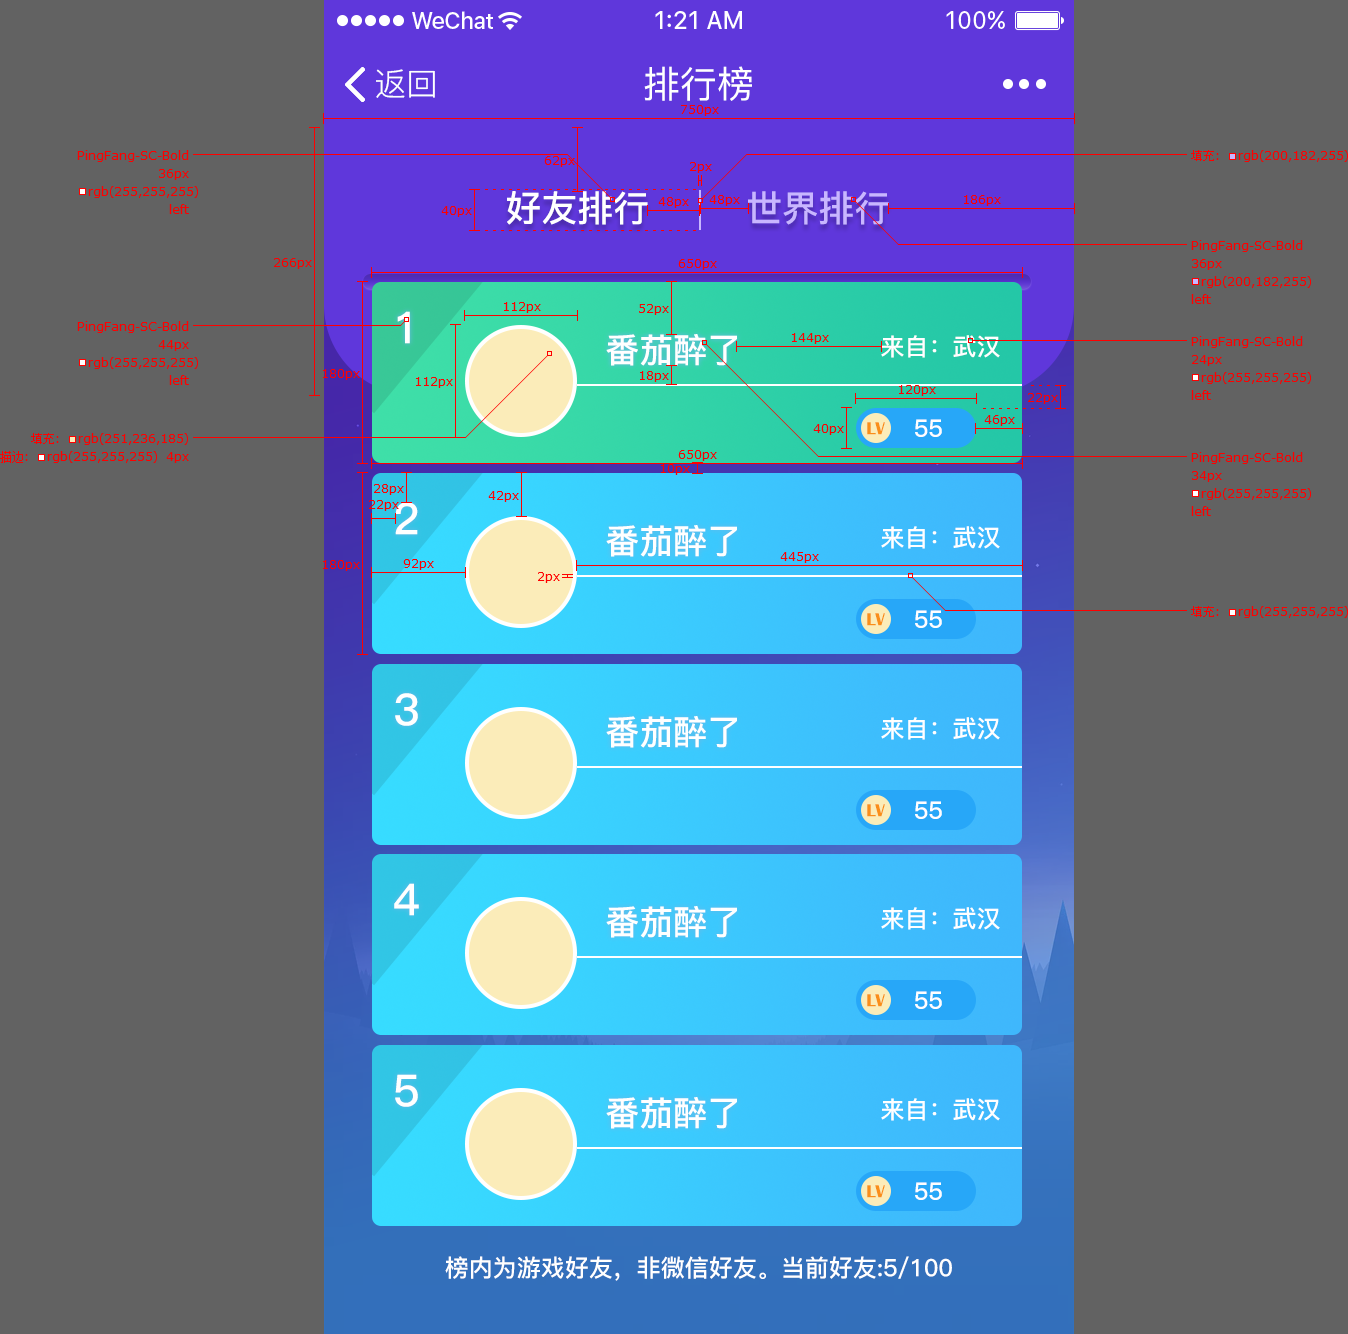 WeChat 1:21 AM 100%
返回 排行榜
750px
PingFang-SC-Bold
36px
rgb(255,255,255)
left
62px
2px
填充: rgb(200,182,255)
40px
好友排行
48px
48px
世界排行
186px
266px
PingFang-SC-Bold
36px
rgb(200,182,255)
left
650px
PingFang-SC-Bold
44px
rgb(255,255,255)
left
1
112px
52px
番茄醉了
144px
来自：武汉
PingFang-SC-Bold
24px
rgb(255,255,255)
left
180px
112px
18px
120px
填充: rgb(251,236,185)
描边: rgb(255,255,255) 4px
40px
LV 55
46px
650px
10px
PingFang-SC-Bold
34px
rgb(255,255,255)
left
28px
22px
2
42px
番茄醉了
来自：武汉
180px
92px
2px
445px
LV 55
填充: rgb(255,255,255)
3
番茄醉了
来自：武汉
LV 55
4
番茄醉了
来自：武汉
LV 55
5
番茄醉了
来自：武汉
LV 55
榜内为游戏好友，非微信好友。当前好友:5/100